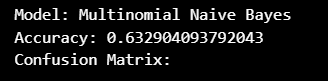 Model: Multinomial Naive Bayes
Accuracy: 0.632904093792043
Confusion Matrix: